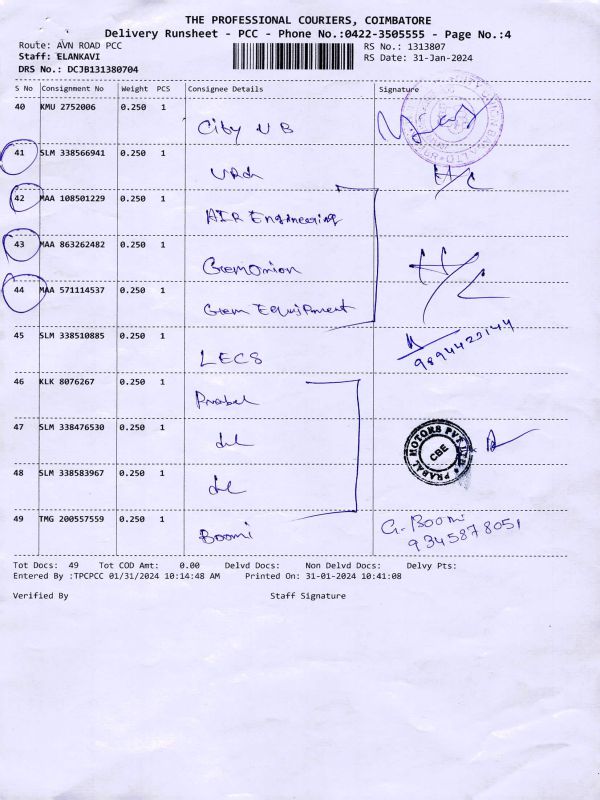 THE PROFESSIONAL COURIERS, COIMBATORE
Delivery Runsheet - PCC - Phone No.:0422-3505555 - Page No.:4
Route: AVN ROAD PCC RS No.: 1313807
Staff: ELANKAVI RS Date: 31-Jan-2024
DRS No.: DCJB131380704
S No Consignment No Weight PCS Consignee Details Signature
40 KMU 2752006 0.250 1
City U B
41 SLM 338566941 0.250 1
42 MAA 108501229 0.250 1
AIR Engineering
43 MAA 863262482 0.250 1
Gem Onion
44 MAA 571114537 0.250 1
Gem Equipment
45 SLM 338510885 0.250 1
LECS 9894425144
46 KLK 8076267 0.250 1
Prabal
47 SLM 338476530 0.250 1
PRABAL MOTORS PVT LTD
CBE
48 SLM 338583967 0.250 1
49 TMG 200557559 0.250 1
Boomi G. Boomi
9345878051
Tot Docs: 49 Tot COD Amt: 0.00 Delvd Docs: Non Delvd Docs: Delvy Pts:
Entered By :TPCPCC 01/31/2024 10:14:48 AM Printed On: 31-01-2024 10:41:08
Verified By Staff Signature